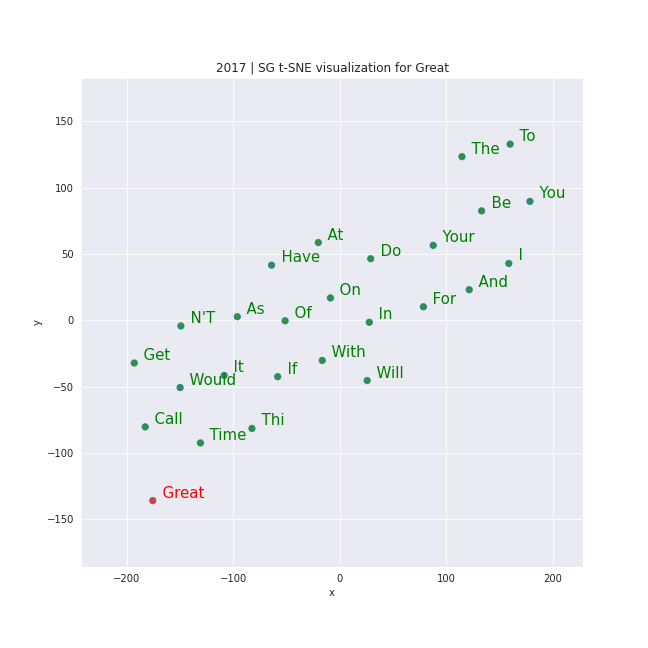 2017 | SG t-SNE visualization for Great
150
100
50
0
−50
−100
−150
y
To
The
You
Be
Your
At
Do
Have
I
And
On
For
As
Of
In
N'T
Get
With
It
If
Will
Would
Call
Thi
Time
Great
−200
−100
0
100
200
x